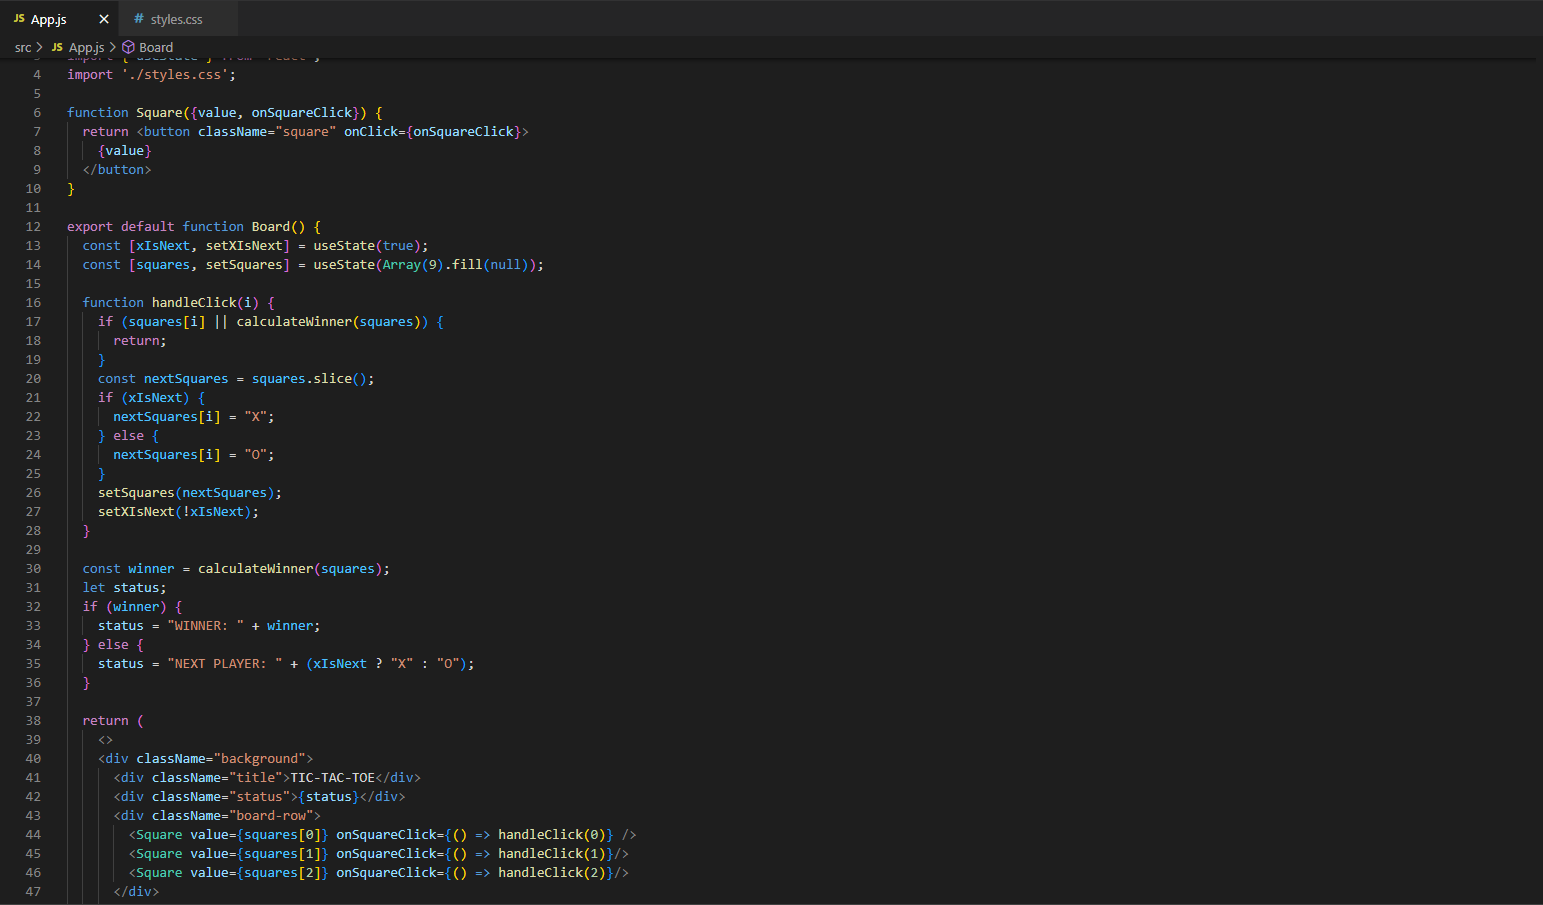 JS App.js ×
# styles.css
src > JS App.js > Board
3 import { useState } from 'react';
4 import './styles.css';
5
6 function Square({value, onSquareClick}) {
7   return <button className="square" onClick={onSquareClick}>
8     {value}
9   </button>
10 }
11
12 export default function Board() {
13   const [xIsNext, setXIsNext] = useState(true);
14   const [squares, setSquares] = useState(Array(9).fill(null));
15
16   function handleClick(i) {
17     if (squares[i] || calculateWinner(squares)) {
18       return;
19     }
20     const nextSquares = squares.slice();
21     if (xIsNext) {
22       nextSquares[i] = "X";
23     } else {
24       nextSquares[i] = "O";
25     }
26     setSquares(nextSquares);
27     setXIsNext(!xIsNext);
28   }
29
30   const winner = calculateWinner(squares);
31   let status;
32   if (winner) {
33     status = "WINNER: " + winner;
34   } else {
35     status = "NEXT PLAYER: " + (xIsNext ? "X" : "O");
36   }
37
38   return (
39     <>
40     <div className="background">
41       <div className="title">TIC-TAC-TOE</div>
42       <div className="status">{status}</div>
43       <div className="board-row">
44         <Square value={squares[0]} onSquareClick={() => handleClick(0)} />
45         <Square value={squares[1]} onSquareClick={() => handleClick(1)}/>
46         <Square value={squares[2]} onSquareClick={() => handleClick(2)}/>
47       </div>